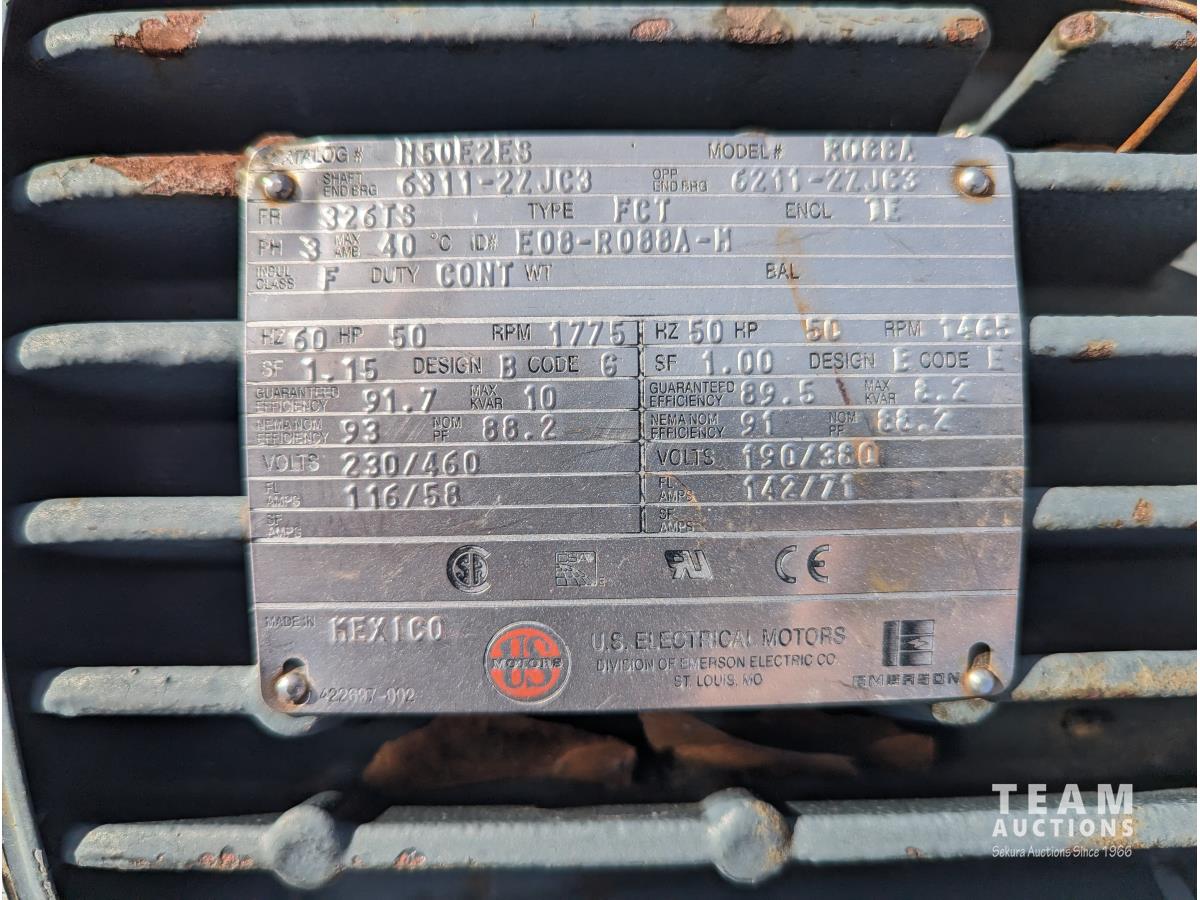 CATALOG # H50E2ES MODEL# R088A
SHAFT END BRG 6311-2ZJC3 OPP END BRG 6211-2ZJC3
FR 326TS TYPE FCT ENCL TE
PH 3 MAX AMB. 40 °C ID# E08-R088A-M
INSUL CLASS F DUTY CONT WT BAL
HZ 60 HP 50 RPM 1775 HZ 50 HP 50 RPM 1465
SF 1.15 DESIGN B CODE G SF 1.00 DESIGN CODE
GUARANTEED EFFICIENCY 91.7 MAX KVAR 10 GUARANTEED EFFICIENCY 89.5 MAX KVAR 8.2
NEMA NOM EFFICIENCY 93 NOM PF 88.2 NEMA NOM EFFICIENCY 91 NOM PF 88.2
VOLTS 230/460 VOLTS 190/380
FL AMPS 116/58 FL AMPS 142/71
SF AMPS SF AMPS
CE
MADE IN MEXICO
US MOTORS
U.S. ELECTRICAL MOTORS
DIVISION OF EMERSON ELECTRIC CO.
ST. LOUIS, MO
EMERSON
422697-002
TEAM
AUCTIONS
Sekura Auctions Since 1966